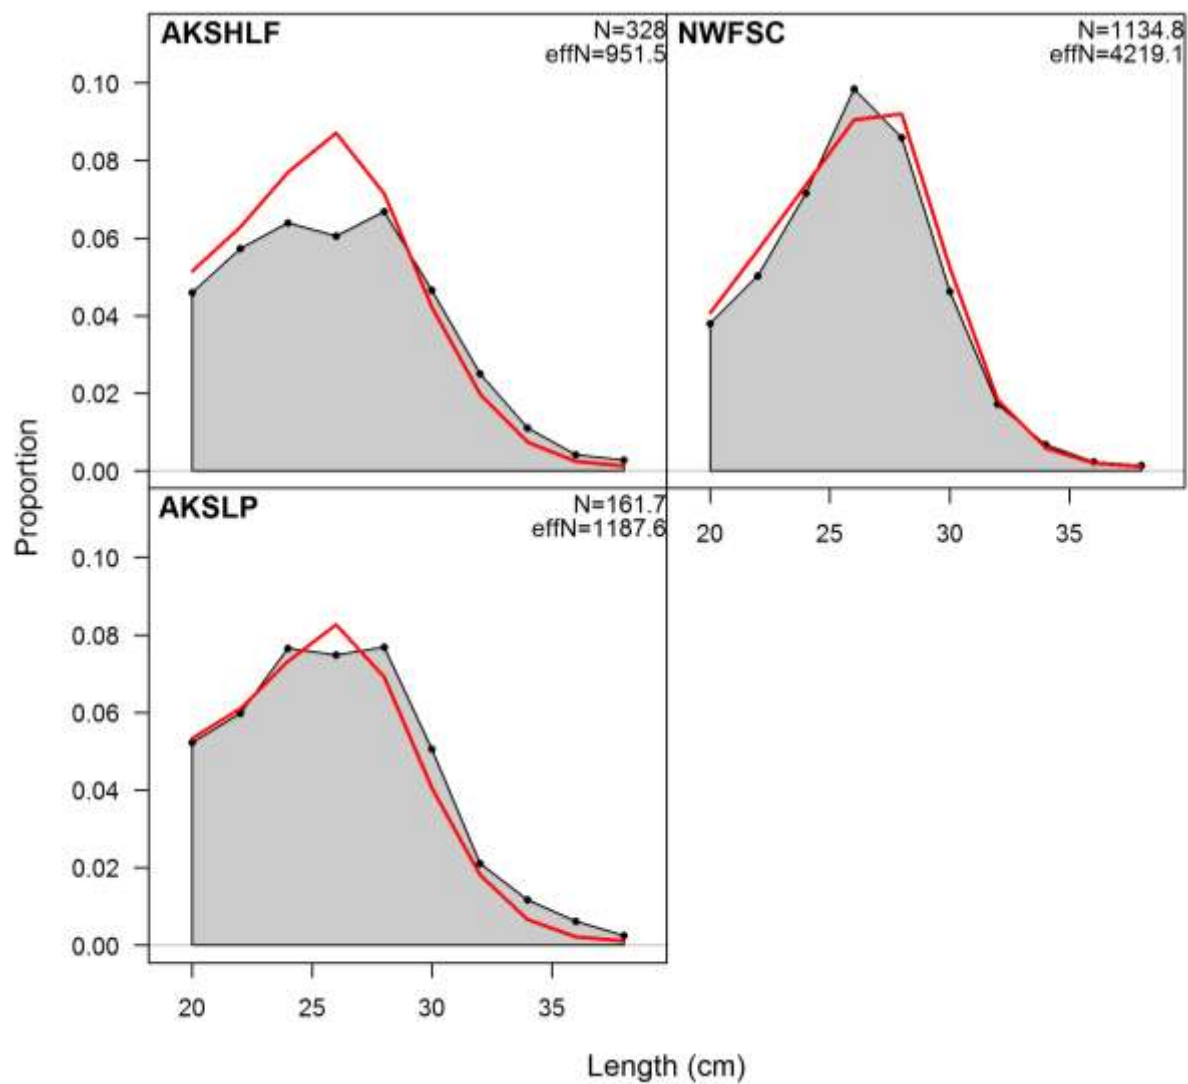 AKSHLF
N=328
effN=951.5
NWFSC
N=1134.8
effN=4219.1
0.10
0.08
0.06
0.04
0.02
0.00
20 25 30 35
AKSLP
N=161.7
effN=1187.6
0.10
0.08
0.06
0.04
0.02
0.00
20 25 30 35
Proportion
Length (cm)